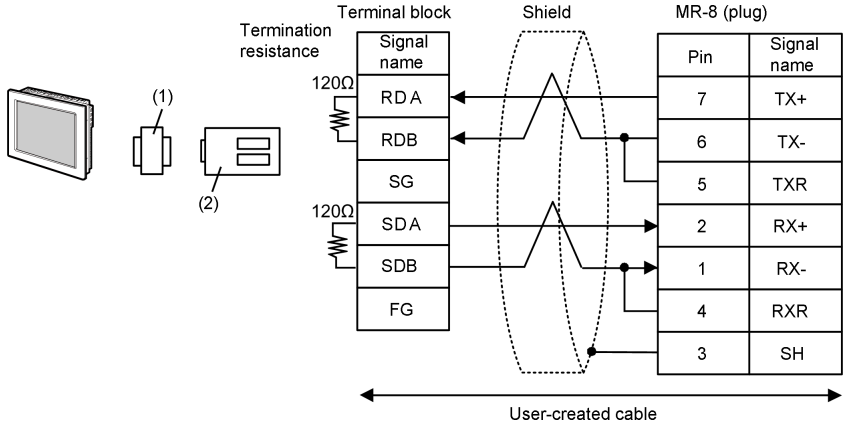 Termination
resistance
Terminal block
Shield
MR-8 (plug)
(1)
(2)
120Ω
120Ω
Signal
name
RDA
RDB
SG
SDA
SDB
FG
Pin
Signal
name
7 TX+
6 TX-
5 TXR
2 RX+
1 RX-
4 RXR
3 SH
User-created cable